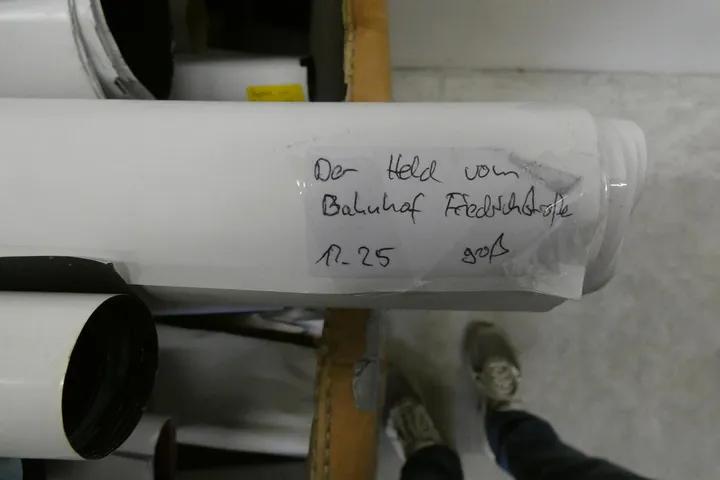 Der Held vom
Bahnhof Friedrichstraße
12-25 groß